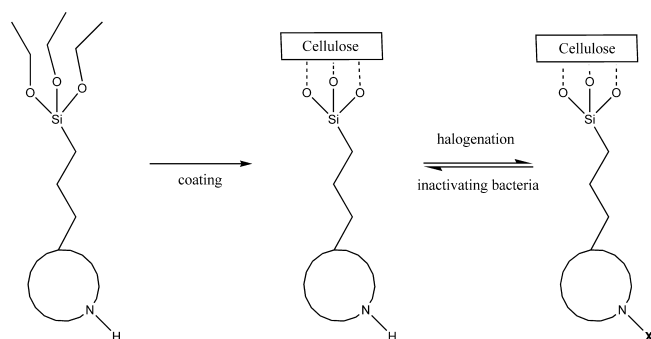 Cellulose
Cellulose
O O O
Si
O O O
Si
O O O
Si
halogenation
coating
inactivating bacteria
N
H
N
H
N
X